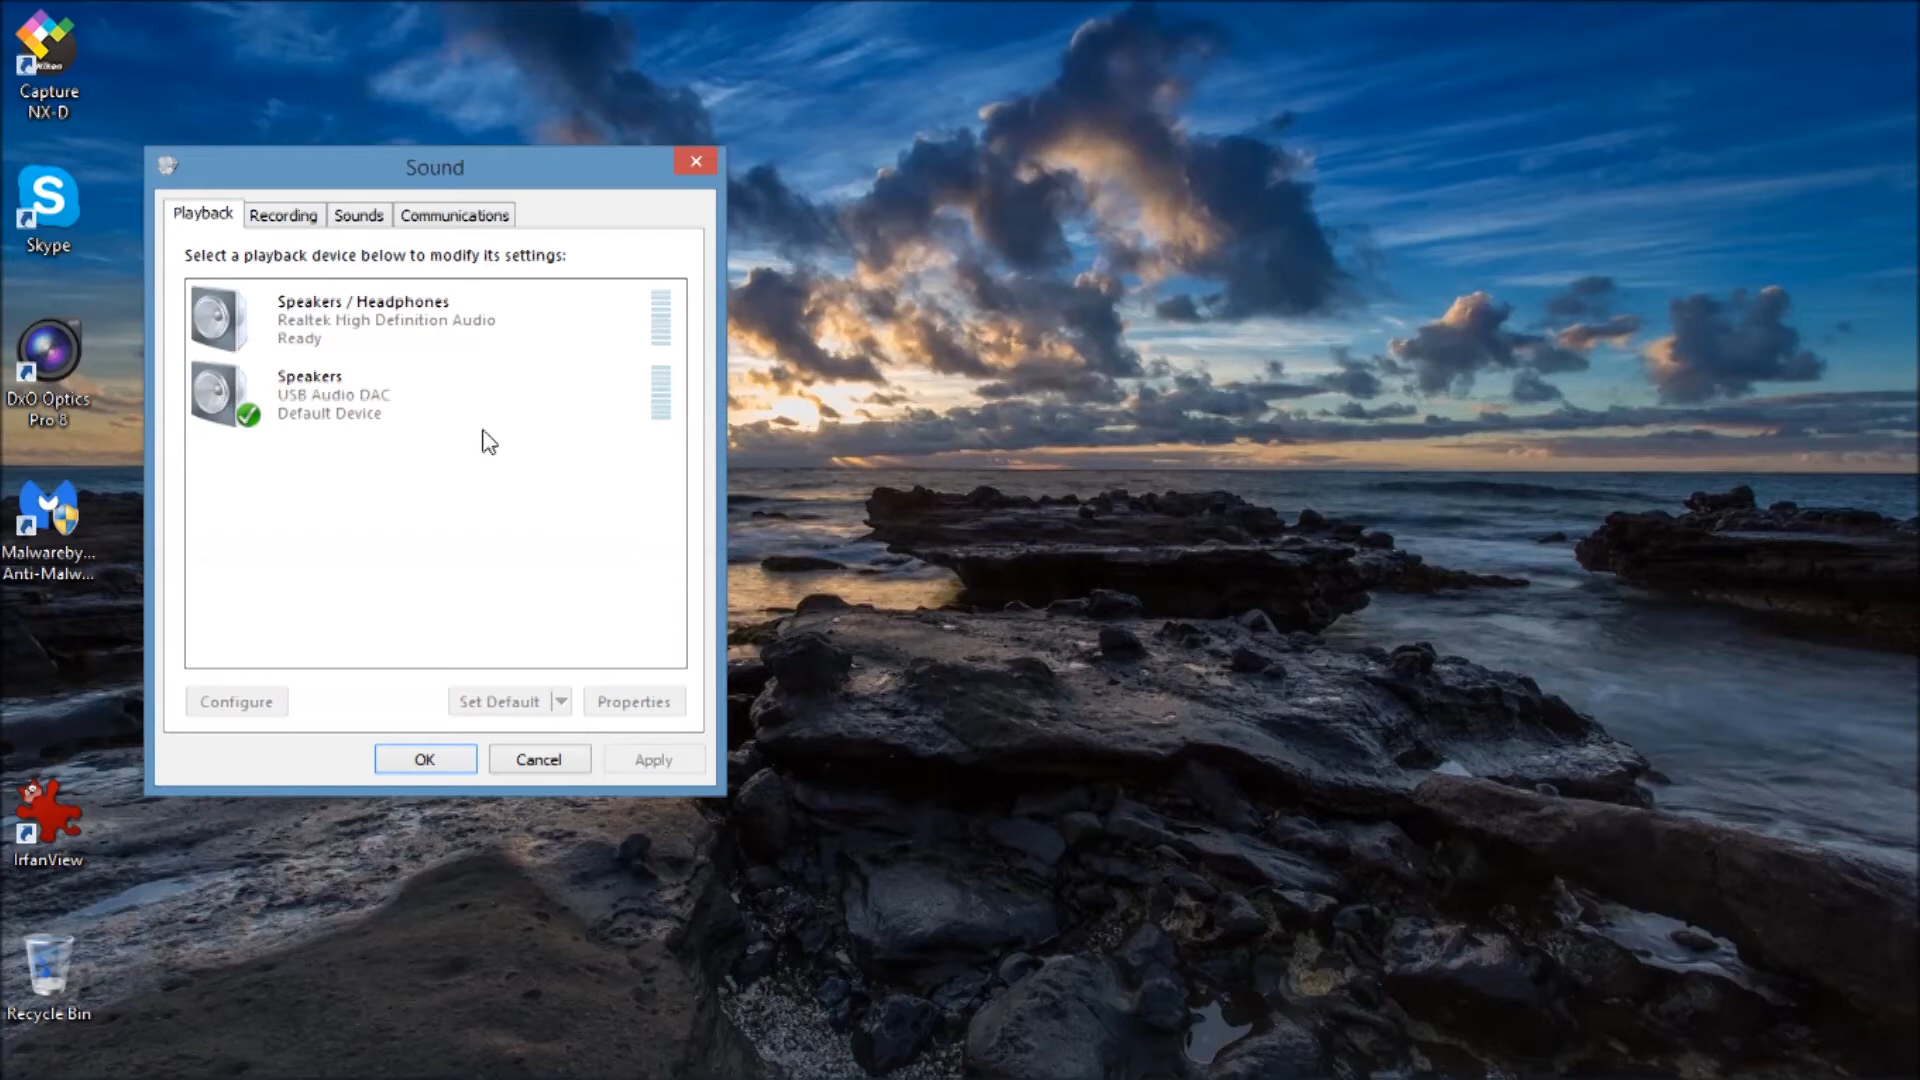 Capture
NX-D
Skype
DxO Optics
Pro 8
Malwareby...
Anti-Malw...
IrfanView
Recycle Bin
Sound
Playback
Recording
Sounds
Communications
Select a playback device below to modify its settings:
Speakers / Headphones
Realtek High Definition Audio
Ready
Speakers
USB Audio DAC
Default Device
Configure
Set Default
Properties
OK
Cancel
Apply